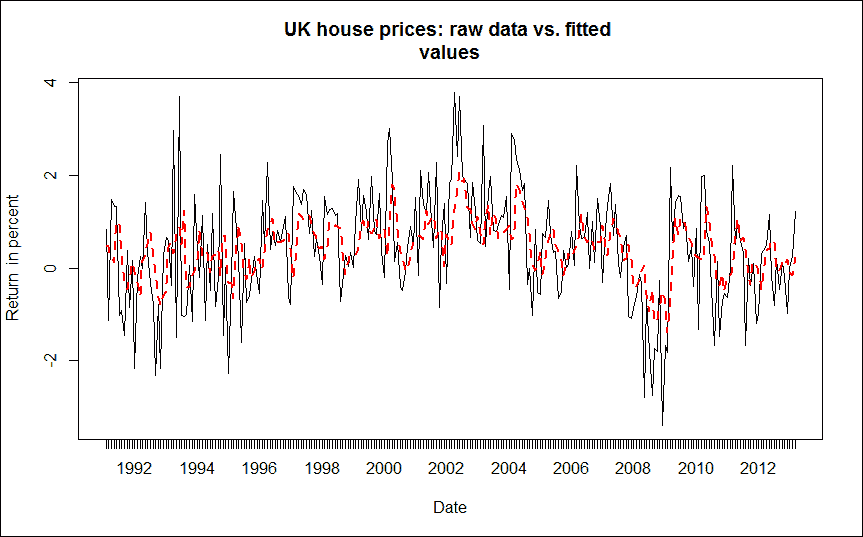 UK house prices: raw data vs. fitted
values
4
2
0
-2
Return in percent
1992 1994 1996 1998 2000 2002 2004 2006 2008 2010 2012
Date